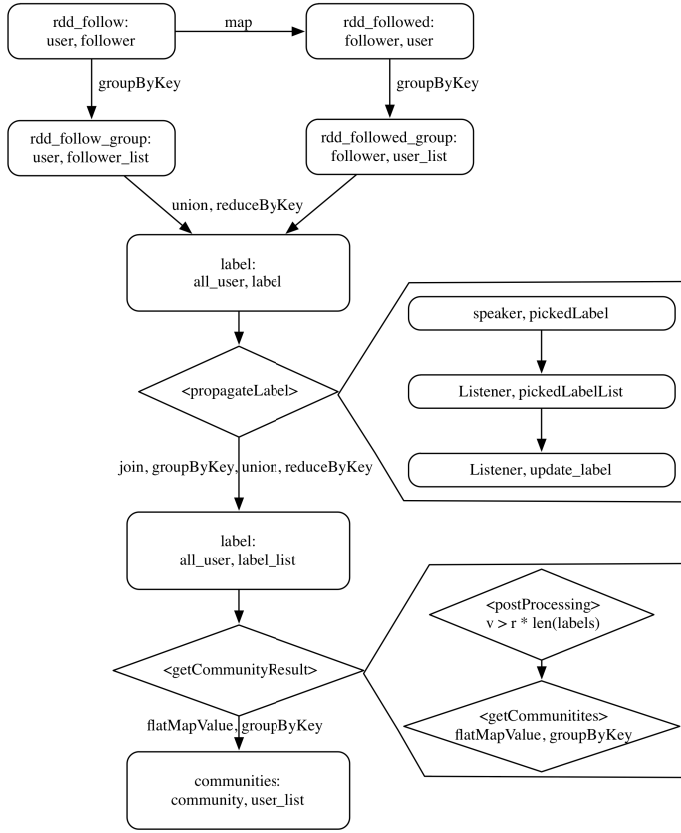 rdd_follow:
user, follower
map
rdd_followed:
follower, user
groupByKey
groupByKey
rdd_follow_group:
user, follower_list
rdd_followed_group:
follower, user_list
union, reduceByKey
label:
all_user, label
speaker, pickedLabel
<propagateLabel>
Listener, pickedLabelList
join, groupByKey, union, reduceByKey
Listener, update_label
label:
all_user, label_list
<postProcessing>
v > r * len(labels)
<getCommunityResult>
flatMapValue, groupByKey
<getCommunitites>
flatMapValue, groupByKey
communities:
community, user_list